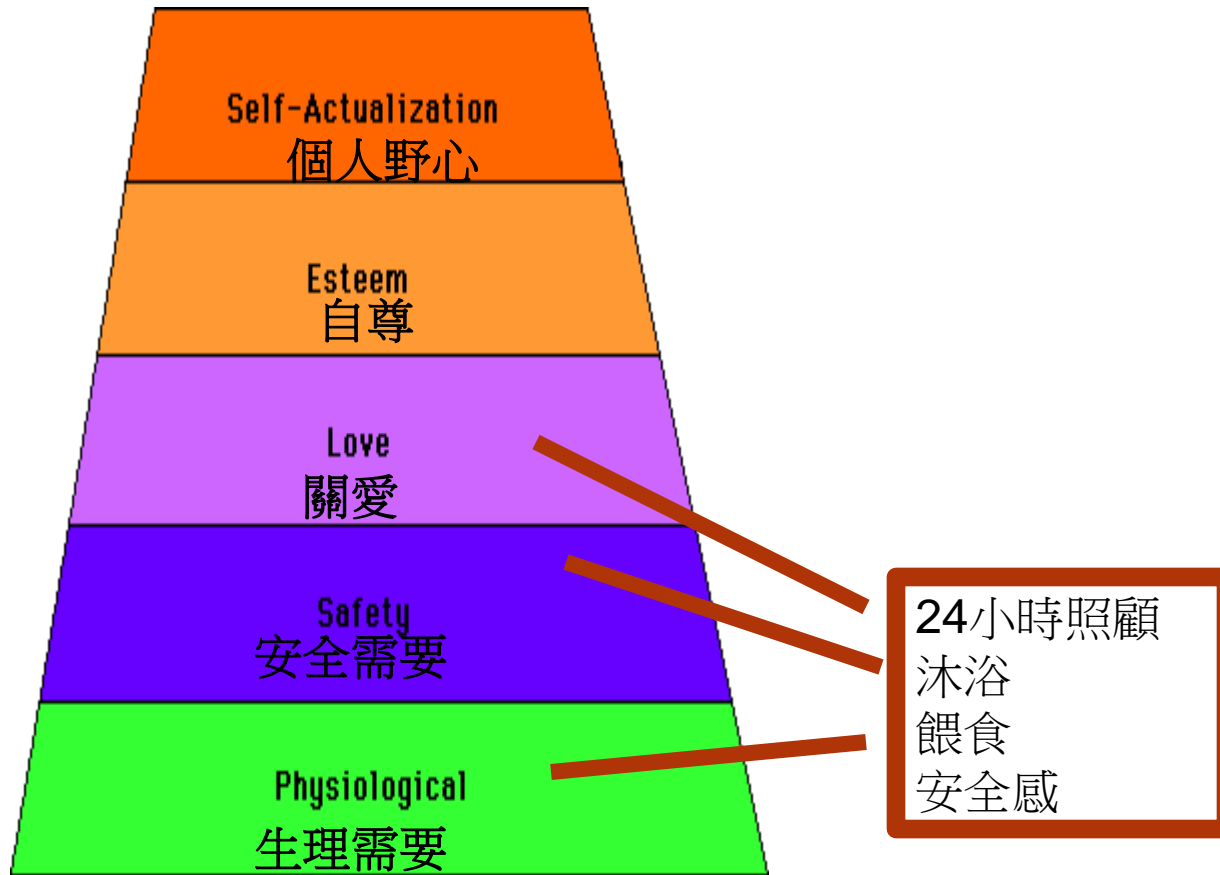 Self-Actualization
個人野心
Esteem
自尊
Love
關愛
Safety
安全需要
Physiological
生理需要
24小時照顧
沐浴
餵食
安全感